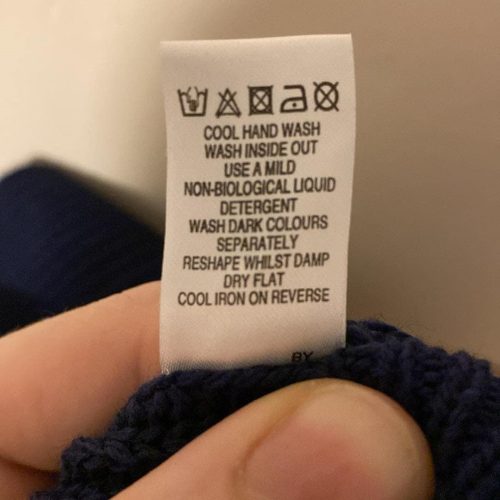 COOL HAND WASH
WASH INSIDE OUT
USE A MILD
NON-BIOLOGICAL LIQUID
DETERGENT
WASH DARK COLOURS
SEPARATELY
RESHAPE WHILST DAMP
DRY FLAT
COOL IRON ON REVERSE
BY